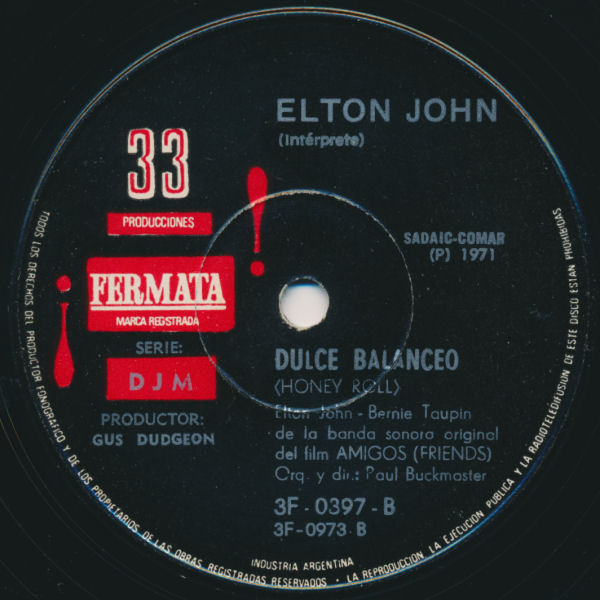 ELTON JOHN
(Intérprete)
33
PRODUCCIONES
SADAIC-COMAR
(P) 1971
FERMATA
MARCA REGISTRADA
SERIE:
DJM
PRODUCTOR:
GUS DUDGEON
DULCE BALANCEO
(HONEY ROLL)
Elton John - Bernie Taupin
de la banda sonora original
del film AMIGOS (FRIENDS)
Orq. y dir.: Paul Buckmaster
3F-0397-B
3F-0973-B
INDUSTRIA ARGENTINA
TODOS LOS DERECHOS DEL PRODUCTOR FONOGRAFICO Y DE LOS PROPIETARIOS DE LAS OBRAS REGISTRADAS RESERVADOS • LA REPRODUCCION, LA EJECUCION PUBLICA Y LA RADIOTELEDIFUSION DE ESTE DISCO ESTAN PROHIBIDAS